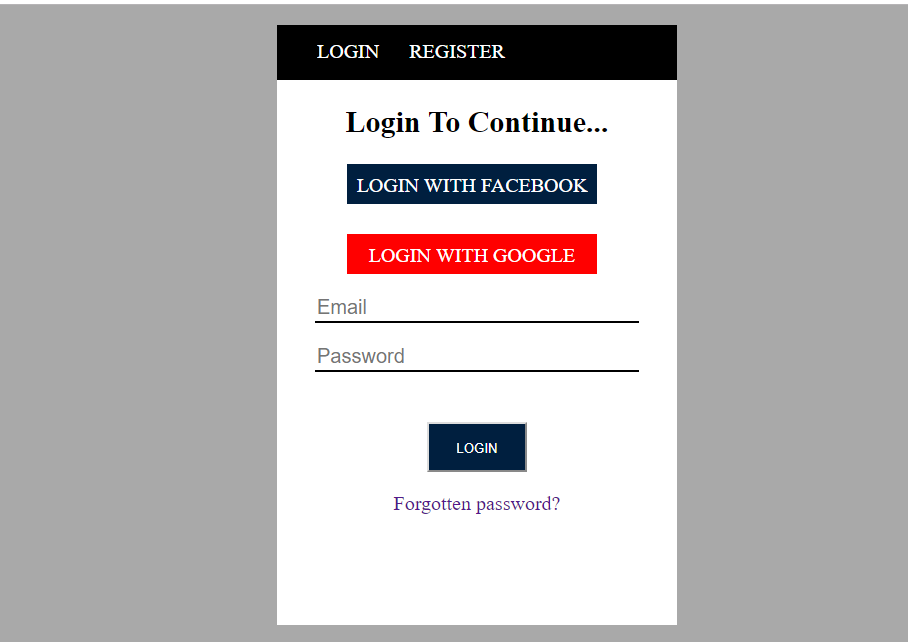 LOGIN REGISTER
Login To Continue...
LOGIN WITH FACEBOOK
LOGIN WITH GOOGLE
Email
Password
LOGIN
Forgotten password?